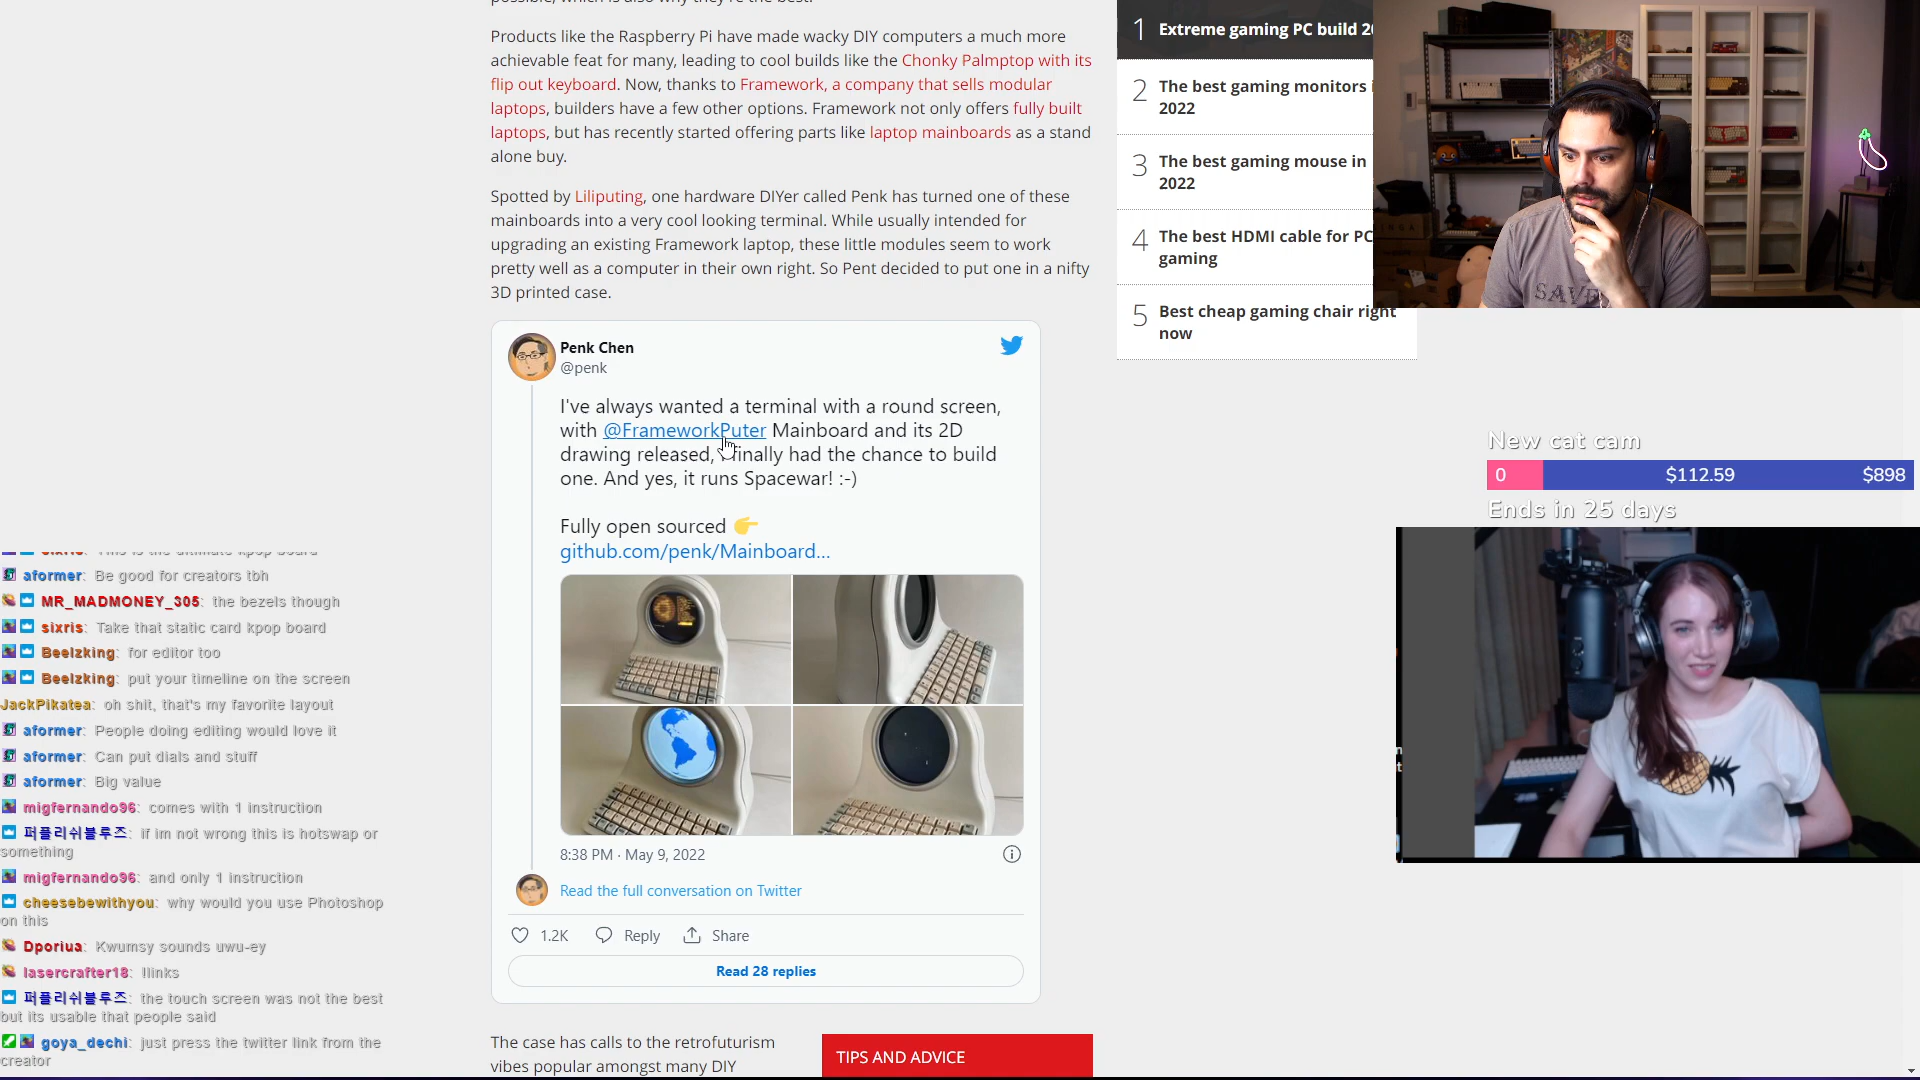 Products like the Raspberry Pi have made wacky DIY computers a much more
achievable feat for many, leading to cool builds like the Chonky Palmptop with its
flip out keyboard. Now, thanks to Framework, a company that sells modular
laptops, builders have a few other options. Framework not only offers fully built
laptops, but has recently started offering parts like laptop mainboards as a stand
alone buy.
Spotted by Liliputing, one hardware DIYer called Penk has turned one of these
mainboards into a very cool looking terminal. While usually intended for
upgrading an existing Framework laptop, these little modules seem to work
pretty well as a computer in their own right. So Pent decided to put one in a nifty
3D printed case.
Penk Chen
@penk
I've always wanted a terminal with a round screen,
with @FrameworkPuter Mainboard and its 2D
drawing released, finally had the chance to build
one. And yes, it runs Spacewar! :-)
Fully open sourced 👉
github.com/penk/Mainboard...
8:38 PM · May 9, 2022
Read the full conversation on Twitter
1.2K Reply Share
Read 28 replies
The case has calls to the retrofuturism
vibes popular amongst many DIY
TIPS AND ADVICE
1 Extreme gaming PC build
2 The best gaming monitors
2022
3 The best gaming mouse in
2022
4 The best HDMI cable for PC
gaming
5 Best cheap gaming chair right
now
SAVE
New cat cam
0 $112.59 $898
Ends in 25 days
sixris: This is the ultimate kpop board
aformer: Be good for creators tbh
MR_MADMONEY_305: the bezels though
sixris: Take that static card kpop board
Beelzking: for editor too
Beelzking: put your timeline on the screen
JackPikatea: oh shit, that's my favorite layout
aformer: People doing editing would love it
aformer: Can put dials and stuff
aformer: Big value
migfernando96: comes with 1 instruction
퍼플리쉬블루즈: if im not wrong this is hotswap or
something
migfernando96: and only 1 instruction
cheesebewithyou: why would you use Photoshop
on this
Dporiua: Kwumsy sounds uwu-ey
lasercrafter18: !links
퍼플리쉬블루즈: the touch screen was not the best
but its usable that people said
goya_dechi: just press the twitter link from the
creator